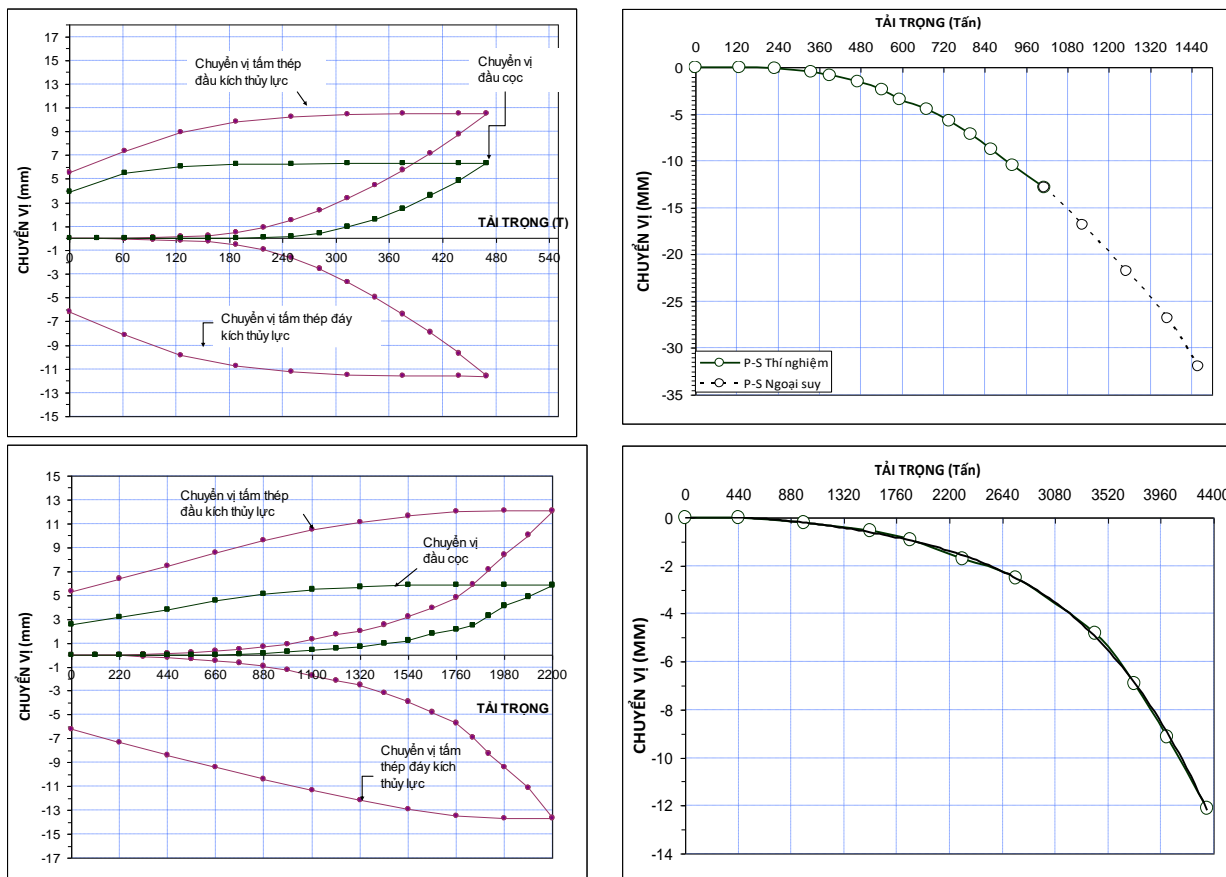 17
15
13
11
9
7
5
3
1
-1
-3
-5
-7
-9
-11
-13
-15
CHUYỂN VỊ (mm)
Chuyển vị tấm thép
đầu kích thủy lực
Chuyển vị
đầu cọc
TẢI TRỌNG (T)
0 60 120 180 240 300 360 420 480 540
Chuyển vị tấm thép đáy
kích thủy lực
TẢI TRỌNG (Tấn)
0 120 240 360 480 600 720 840 960 1080 1200 1320 1440
0
-5
-10
-15
-20
-25
-30
-35
CHUYỂN VỊ (MM)
P-S Thí nghiệm
P-S Ngoại suy
15
13
11
9
7
5
3
1
-1
-3
-5
-7
-9
-11
-13
-15
-17
CHUYỂN VỊ (mm)
Chuyển vị tấm thép
đầu kích thủy lực
Chuyển vị
đầu cọc
0 220 440 660 880 1100 1320 1540 1760 1980 2200
TẢI TRỌNG
Chuyển vị tấm
thép đáy kích
thủy lực
TẢI TRỌNG (Tấn)
0 440 880 1320 1760 2200 2640 3080 3520 3960 4400
0
-2
-4
-6
-8
-10
-12
-14
CHUYỂN VỊ (MM)